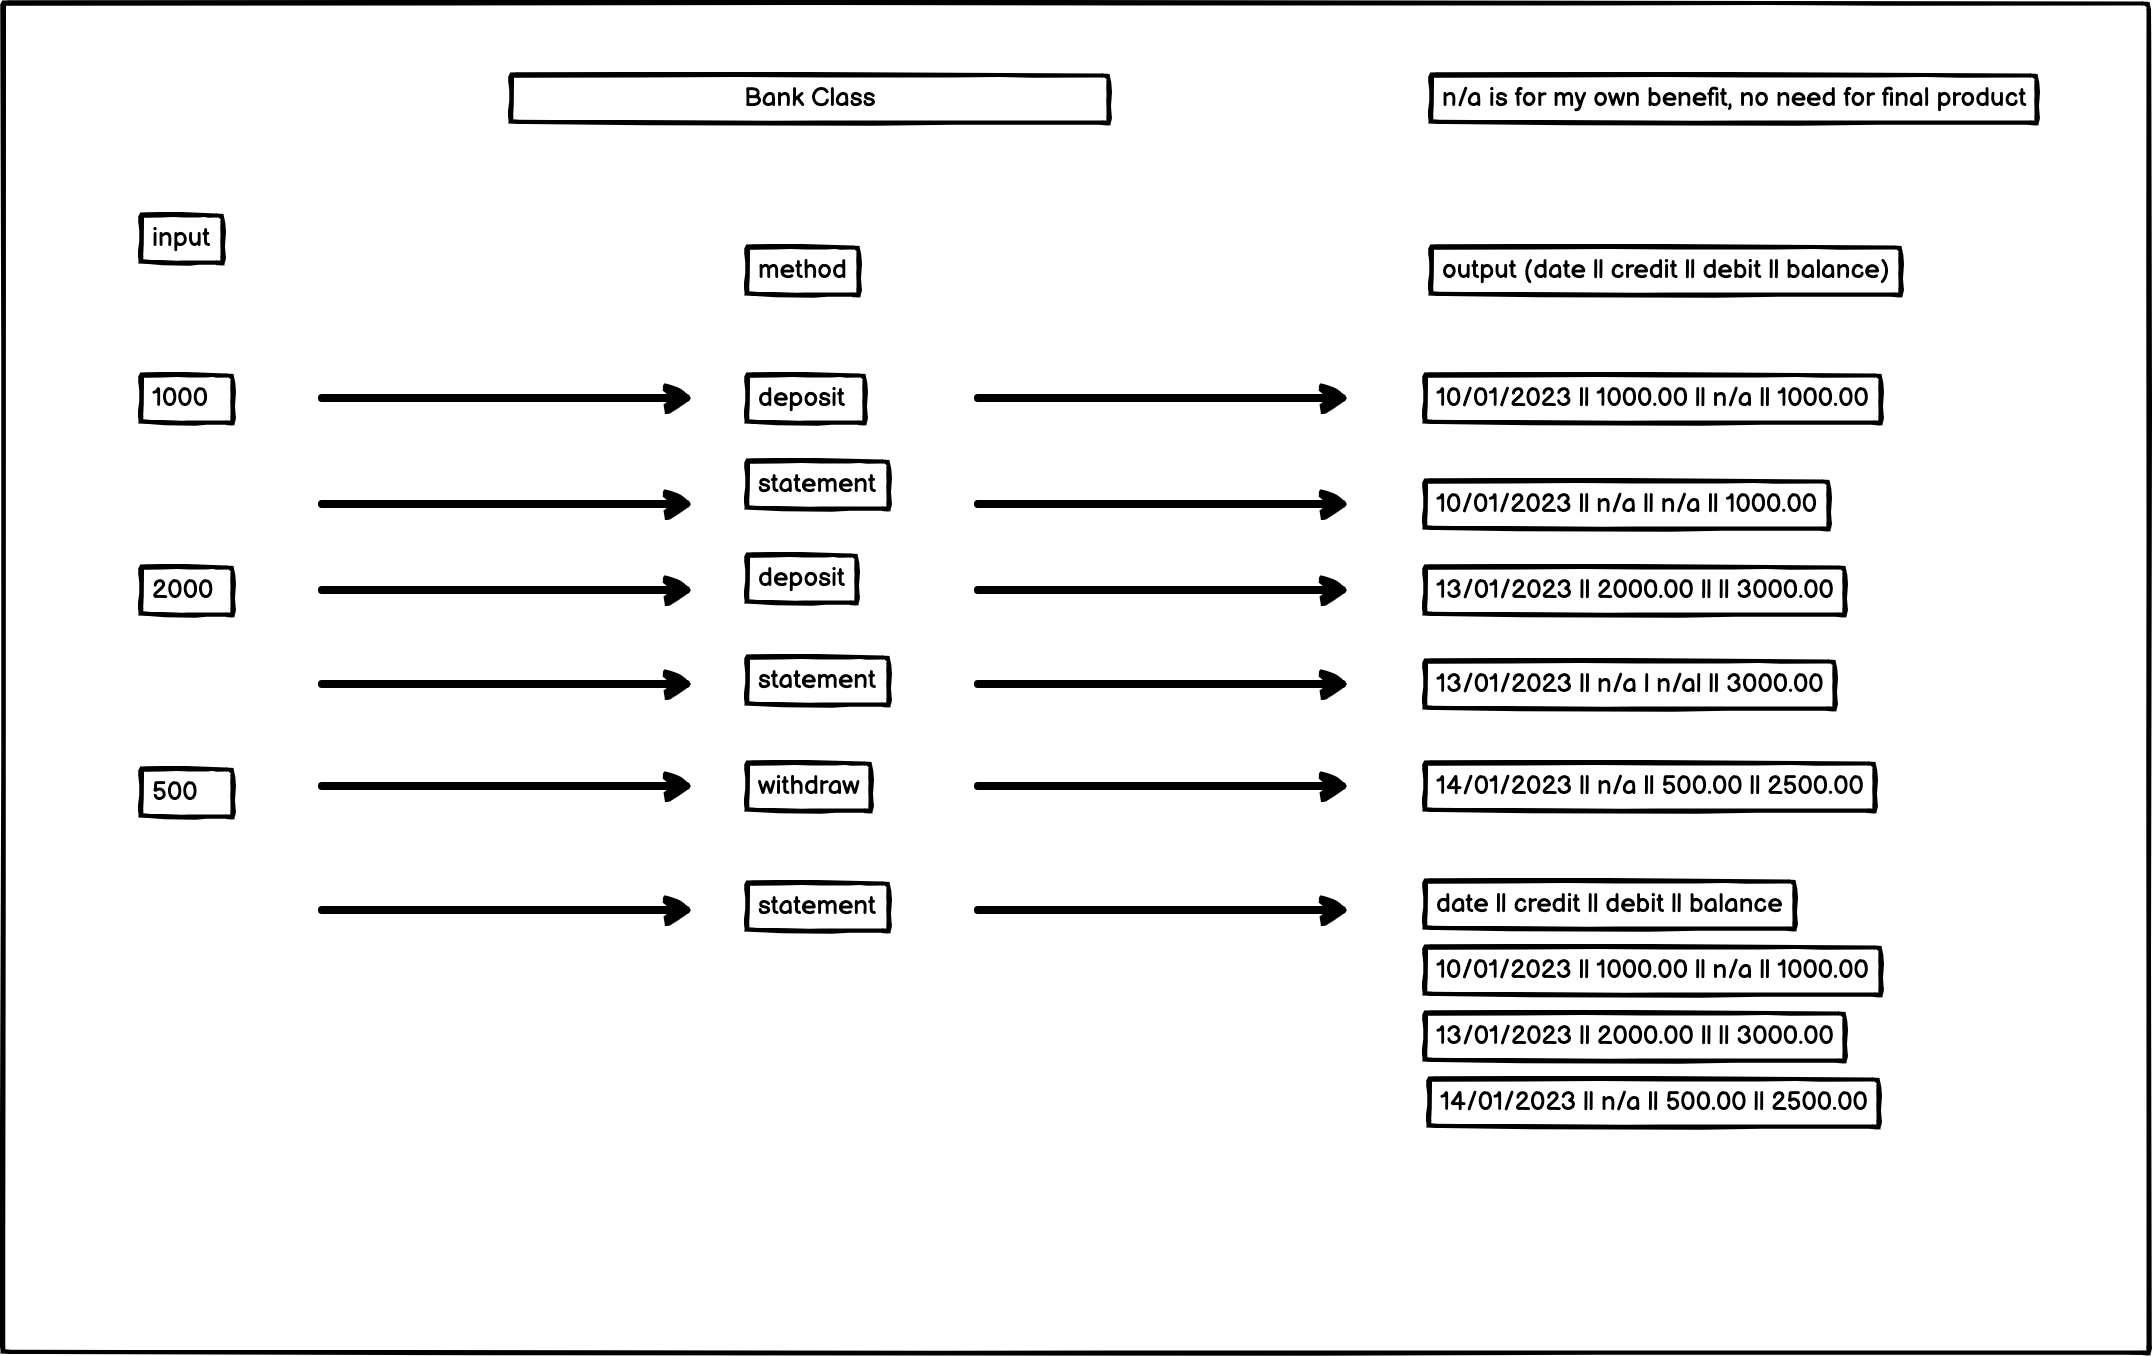 Bank Class
n/a is for my own benefit, no need for final product
input
method
output (date || credit || debit || balance)
1000
deposit
10/01/2023 || 1000.00 || n/a || 1000.00
statement
10/01/2023 || n/a || n/a || 1000.00
2000
deposit
13/01/2023 || 2000.00 || || 3000.00
statement
13/01/2023 || n/a | n/a| || 3000.00
500
withdraw
14/01/2023 || n/a || 500.00 || 2500.00
statement
date || credit || debit || balance
10/01/2023 || 1000.00 || n/a || 1000.00
13/01/2023 || 2000.00 || || 3000.00
14/01/2023 || n/a || 500.00 || 2500.00